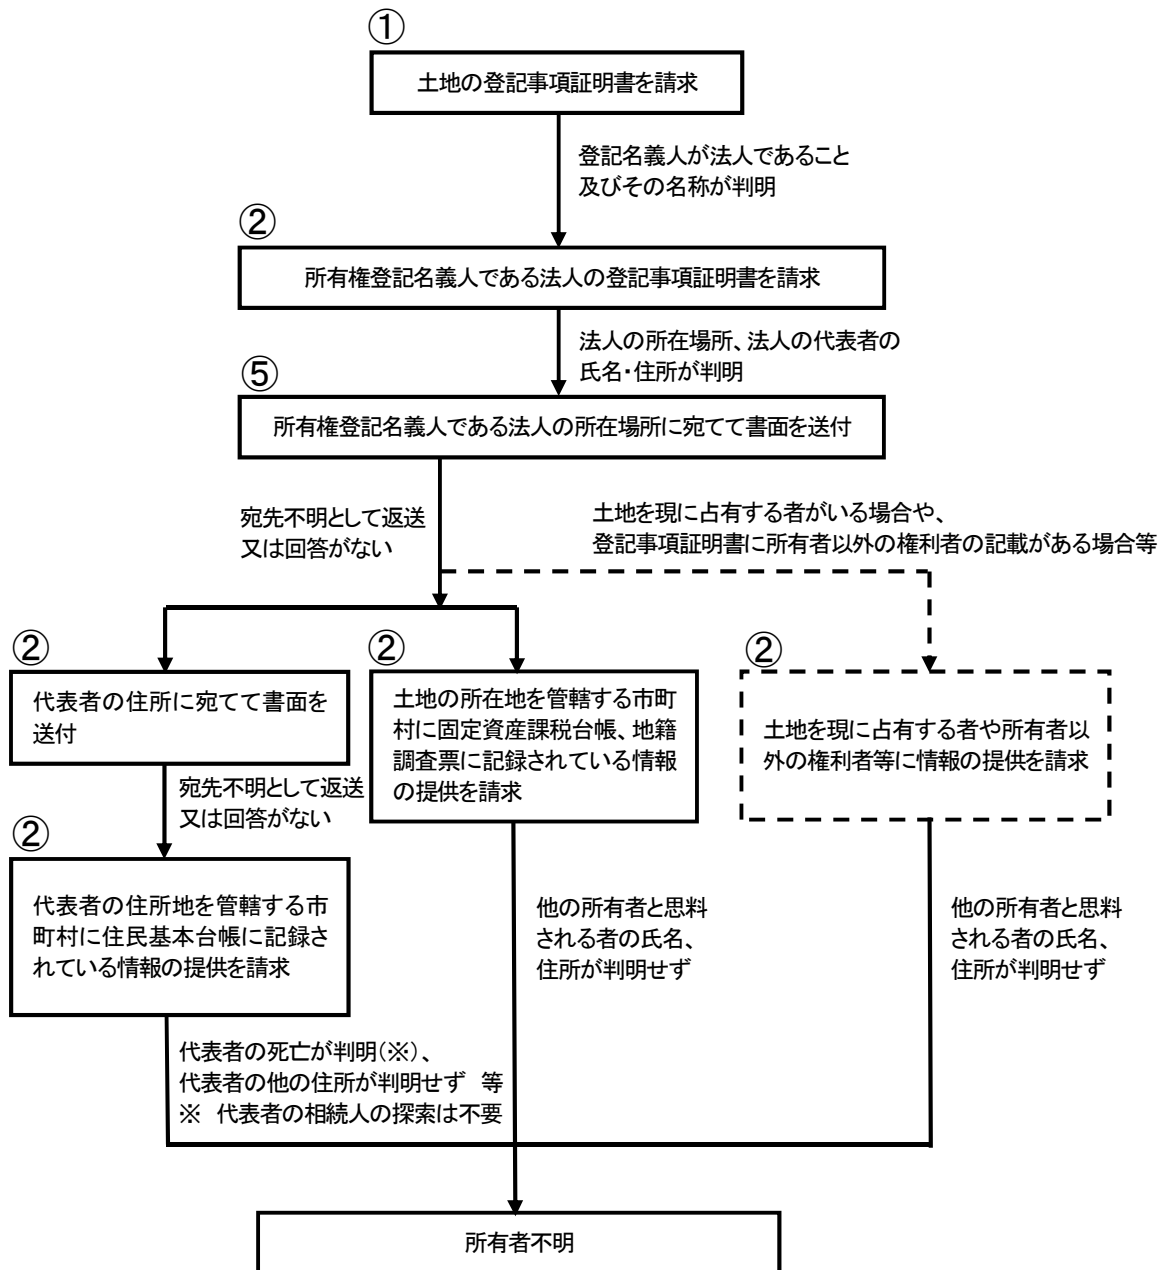 ①
土地の登記事項証明書を請求
登記名義人が法人であること
及びその名称が判明
②
所有権登記名義人である法人の登記事項証明書を請求
法人の所在場所、法人の代表者の
氏名・住所が判明
⑤
所有権登記名義人である法人の所在場所に宛てて書面を送付
宛先不明として返送
又は回答がない
土地を現に占有する者がいる場合や、
登記事項証明書に所有者以外の権利者の記載がある場合等
②
代表者の住所に宛てて書面を
送付
②
土地の所在地を管轄する市町
村に固定資産課税台帳、地籍
調査票に記録されている情報
の提供を請求
②
土地を現に占有する者や所有者以
外の権利者等に情報の提供を請求
宛先不明として返送
又は回答がない
②
代表者の住所地を管轄する市
町村に住民基本台帳に記録さ
れている情報の提供を請求
他の所有者と思料
される者の氏名、
住所が判明せず
他の所有者と思料
される者の氏名、
住所が判明せず
代表者の死亡が判明(※)、
代表者の他の住所が判明せず 等
※ 代表者の相続人の探索は不要
所有者不明